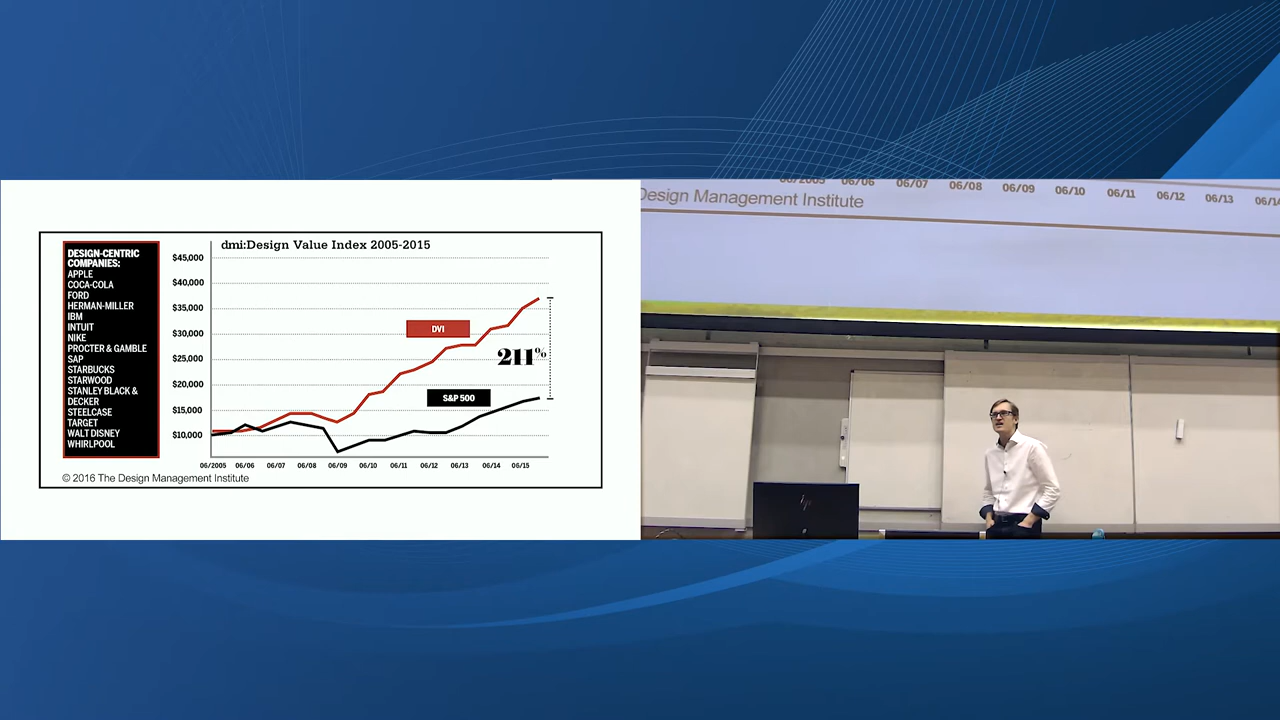 dmi:Design Value Index 2005-2015
DESIGN-CENTRIC
COMPANIES:
APPLE
COCA-COLA
FORD
HERMAN-MILLER
IBM
INTUIT
NIKE
PROCTER & GAMBLE
SAP
STARBUCKS
STARWOOD
STANLEY BLACK &
DECKER
STEELCASE
TARGET
WALT DISNEY
WHIRLPOOL
$45,000
$40,000
$35,000
$30,000
$25,000
$20,000
$15,000
$10,000
DVI
211%
S&P 500
06/2005 06/06 06/07 06/08 06/09 06/10 06/11 06/12 06/13 06/14 06/15
© 2016 The Design Management Institute
06/2005 06/06 06/07 06/08 06/09 06/10 06/11 06/12 06/13 06/14
Design Management Institute
hp